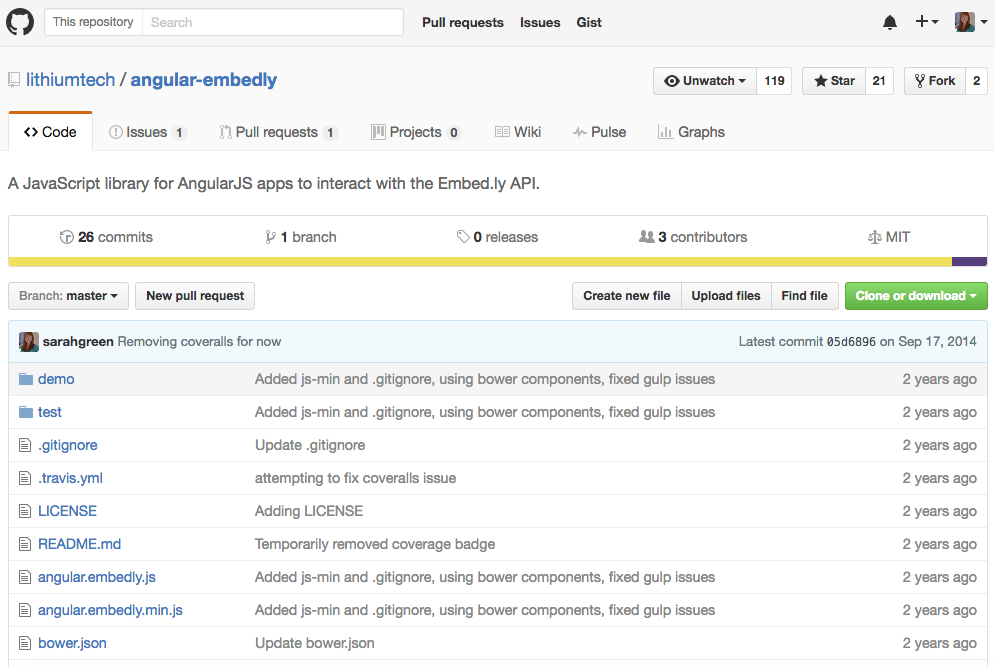 This repository Search Pull requests Issues Gist
lithiumtech / angular-embedly Unwatch 119 Star 21 Fork 2
Code Issues 1 Pull requests 1 Projects 0 Wiki Pulse Graphs
A JavaScript library for AngularJS apps to interact with the Embed.ly API.
26 commits 1 branch 0 releases 3 contributors MIT
Branch: master New pull request Create new file Upload files Find file Clone or download
sarahgreen Removing coveralls for now Latest commit 05d6896 on Sep 17, 2014
demo Added js-min and .gitignore, using bower components, fixed gulp issues 2 years ago
test Added js-min and .gitignore, using bower components, fixed gulp issues 2 years ago
.gitignore Update .gitignore 2 years ago
.travis.yml attempting to fix coveralls issue 2 years ago
LICENSE Adding LICENSE 2 years ago
README.md Temporarily removed coverage badge 2 years ago
angular.embedly.js Added js-min and .gitignore, using bower components, fixed gulp issues 2 years ago
angular.embedly.min.js Added js-min and .gitignore, using bower components, fixed gulp issues 2 years ago
bower.json Update bower.json 2 years ago